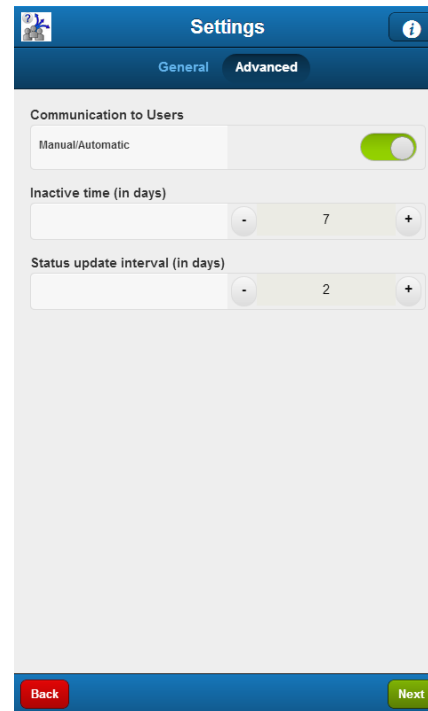 Settings
General Advanced
Communication to Users
Manual/Automatic
Inactive time (in days)
- 7 +
Status update interval (in days)
- 2 +
Back Next